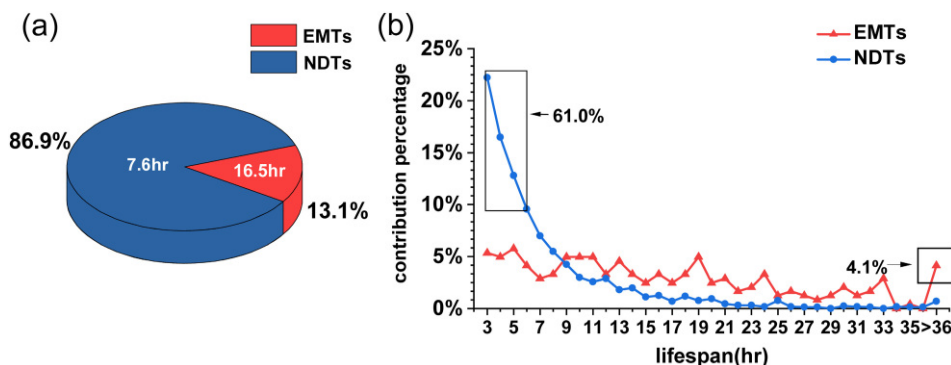 (a)
EMTs
NDTs
86.9%
7.6hr
16.5hr
13.1%
(b)
EMTs
NDTs
25%
20%
15%
10%
5%
0%
contribution percentage
61.0%
4.1%
3 5 7 9 11 13 15 17 19 21 23 25 27 29 31 33 35 >36
lifespan(hr)